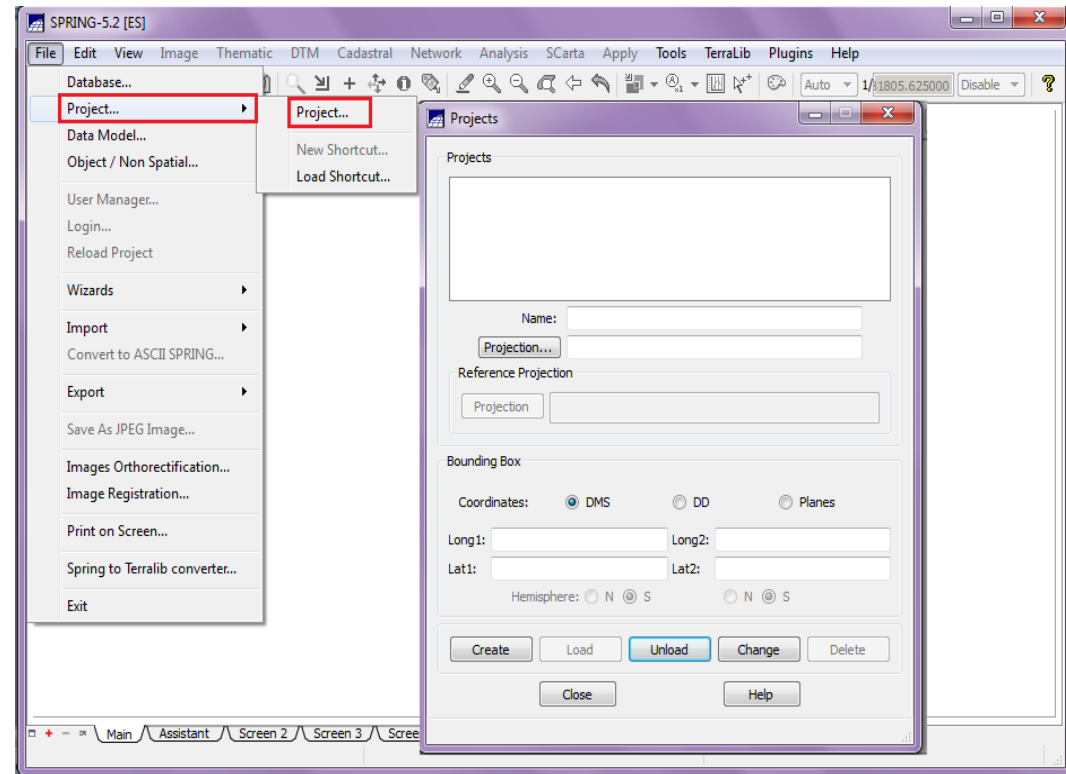 SPRING-5.2 [ES]
File Edit View Image Thematic DTM Cadastral Network Analysis SCarta Apply Tools TerraLib Plugins Help
Auto 1/ 1805.625000 Disable
Database...
Project...
Data Model...
Object / Non Spatial...
User Manager...
Login...
Reload Project
Wizards
Import
Convert to ASCII SPRING...
Export
Save As JPEG Image...
Images Orthorectification...
Image Registration...
Print on Screen...
Spring to Terralib converter...
Exit
Project...
New Shortcut...
Load Shortcut...
Projects
Projects
Name:
Projection...
Reference Projection
Projection
Bounding Box
Coordinates: DMS DD Planes
Long1: Long2:
Lat1: Lat2:
Hemisphere: N S N S
Create Load Unload Change Delete
Close Help
Main Assistant Screen 2 Screen 3 Scree